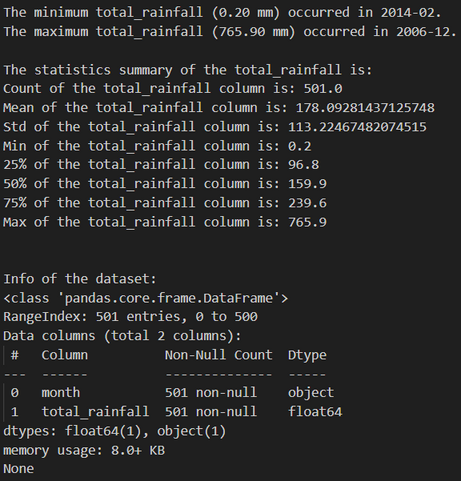 The minimum total_rainfall (0.20 mm) occurred in 2014-02.
The maximum total_rainfall (765.90 mm) occurred in 2006-12.
The statistics summary of the total_rainfall is:
Count of the total_rainfall column is: 501.0
Mean of the total_rainfall column is: 178.09281437125748
Std of the total_rainfall column is: 113.22467482074515
Min of the total_rainfall column is: 0.2
25% of the total_rainfall column is: 96.8
50% of the total_rainfall column is: 159.9
75% of the total_rainfall column is: 239.6
Max of the total_rainfall column is: 765.9
Info of the dataset:
<class 'pandas.core.frame.DataFrame'>
RangeIndex: 501 entries, 0 to 500
Data columns (total 2 columns):
 #   Column          Non-Null Count  Dtype
---  ------          --------------  -----
 0   month           501 non-null    object
 1   total_rainfall  501 non-null    float64
dtypes: float64(1), object(1)
memory usage: 8.0+ KB
None